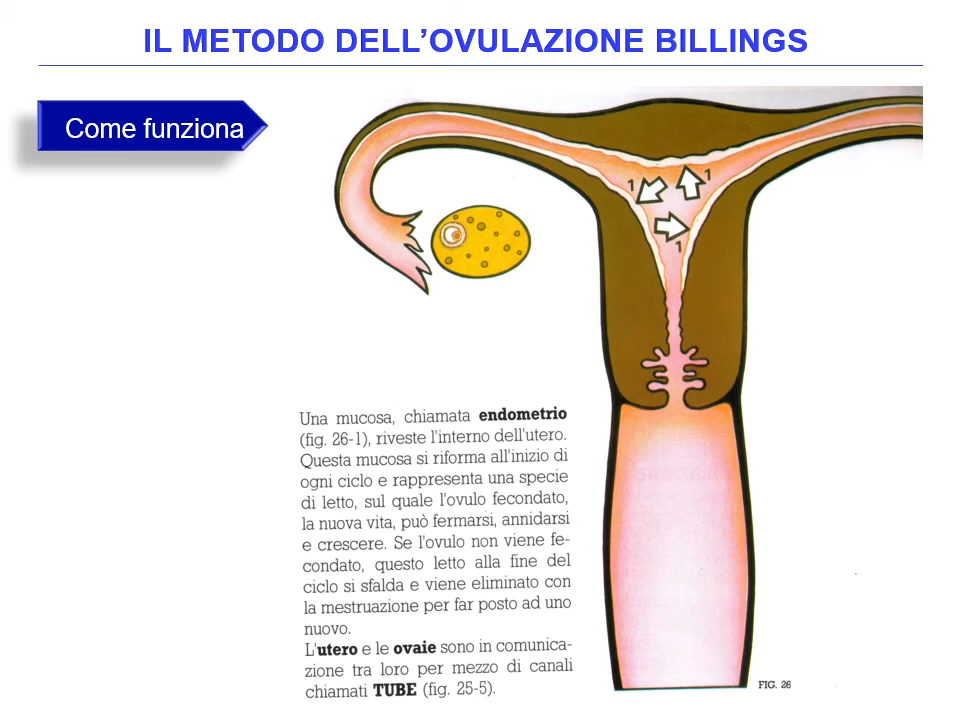 IL METODO DELL’OVULAZIONE BILLINGS
Come funziona
1
1
1
Una mucosa, chiamata endometrio
(fig. 26-1), riveste l'interno dell'utero.
Questa mucosa si riforma all'inizio di
ogni ciclo e rappresenta una specie
di letto, sul quale l'ovulo fecondato,
la nuova vita, può fermarsi, annidarsi
e crescere. Se l'ovulo non viene fe-
condato, questo letto alla fine del
ciclo si sfalda e viene eliminato con
la mestruazione per far posto ad uno
nuovo.
L'utero e le ovaie sono in comunica-
zione tra loro per mezzo di canali
chiamati TUBE (fig. 25-5).
FIG. 26